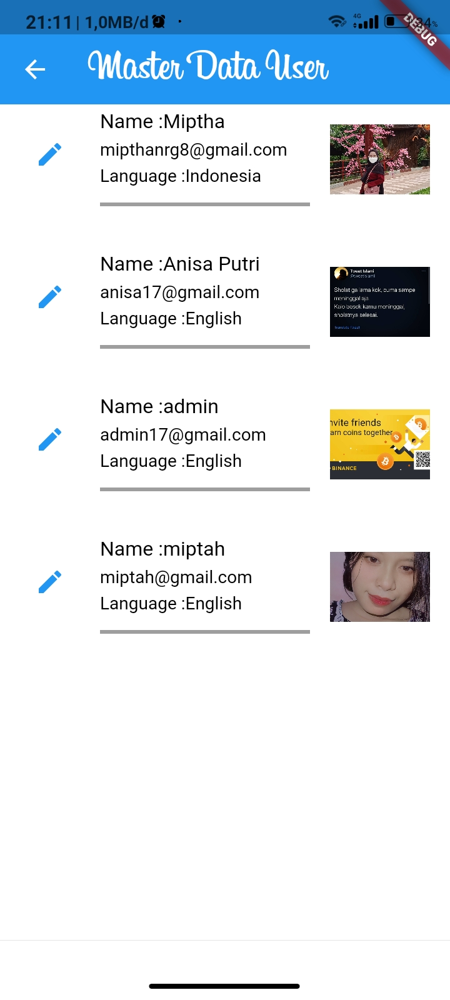 21:11 | 1,0MB/d
4G
34%
DEBUG
Master Data User
Name :Miptha
mipthanrg8@gmail.com
Language :Indonesia
Name :Anisa Putri
anisa17@gmail.com
Language :English
Tweet Islami
Sholat ga lama kok, cuma sampe
meninggal aja.
Kalo besok kamu meninggal,
sholatnya selesai.
Translate Tweet
Name :admin
admin17@gmail.com
Language :English
nvite friends
arn coins together
BINANCE
Name :miptah
miptah@gmail.com
Language :English